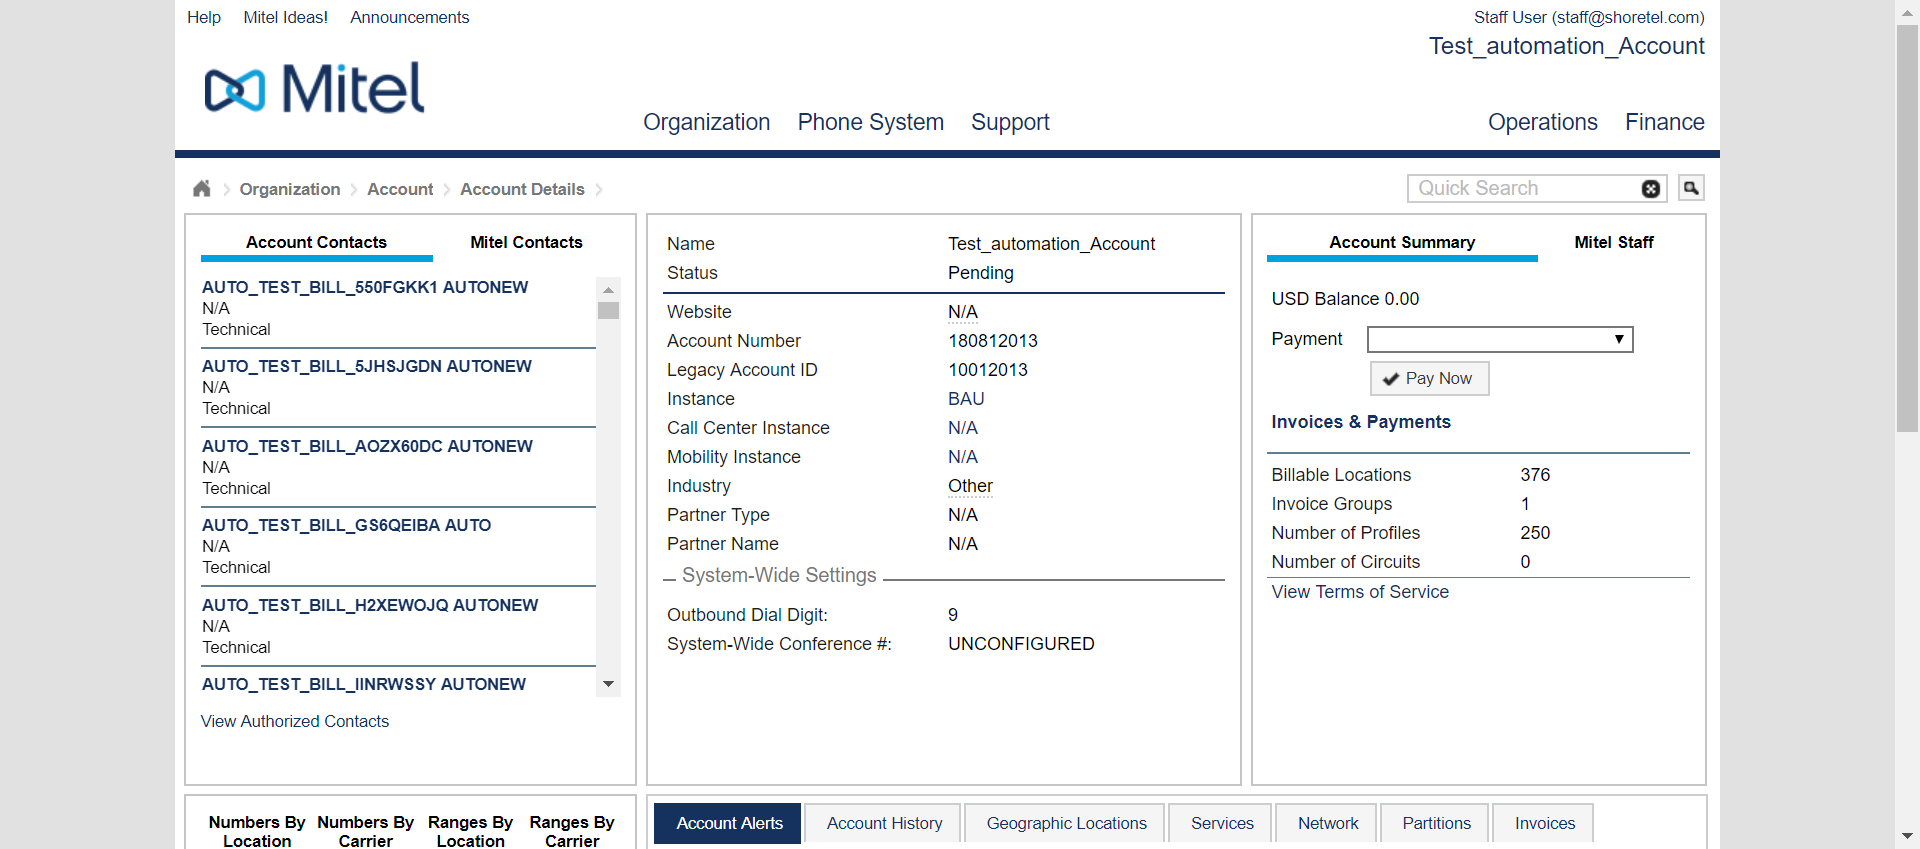 Help Mitel Ideas! Announcements
Staff User (staff@shoretel.com)
Test_automation_Account
Mitel
Organization Phone System Support Operations Finance
Organization Account Account Details
Quick Search
Account Contacts Mitel Contacts
AUTO_TEST_BILL_550FGKK1 AUTONEW
N/A
Technical
AUTO_TEST_BILL_5JHSJGDN AUTONEW
N/A
Technical
AUTO_TEST_BILL_AOZX60DC AUTONEW
N/A
Technical
AUTO_TEST_BILL_GS6QEIBA AUTO
N/A
Technical
AUTO_TEST_BILL_H2XEWOJQ AUTONEW
N/A
Technical
AUTO_TEST_BILL_IINRWSSY AUTONEW
View Authorized Contacts
Name Test_automation_Account
Status Pending
Website N/A
Account Number 180812013
Legacy Account ID 10012013
Instance BAU
Call Center Instance N/A
Mobility Instance N/A
Industry Other
Partner Type N/A
Partner Name N/A
System-Wide Settings
Outbound Dial Digit: 9
System-Wide Conference #: UNCONFIGURED
Account Summary Mitel Staff
USD Balance 0.00
Payment
Pay Now
Invoices & Payments
Billable Locations 376
Invoice Groups 1
Number of Profiles 250
Number of Circuits 0
View Terms of Service
Numbers By Location Numbers By Carrier Ranges By Location Ranges By Carrier
Account Alerts Account History Geographic Locations Services Network Partitions Invoices